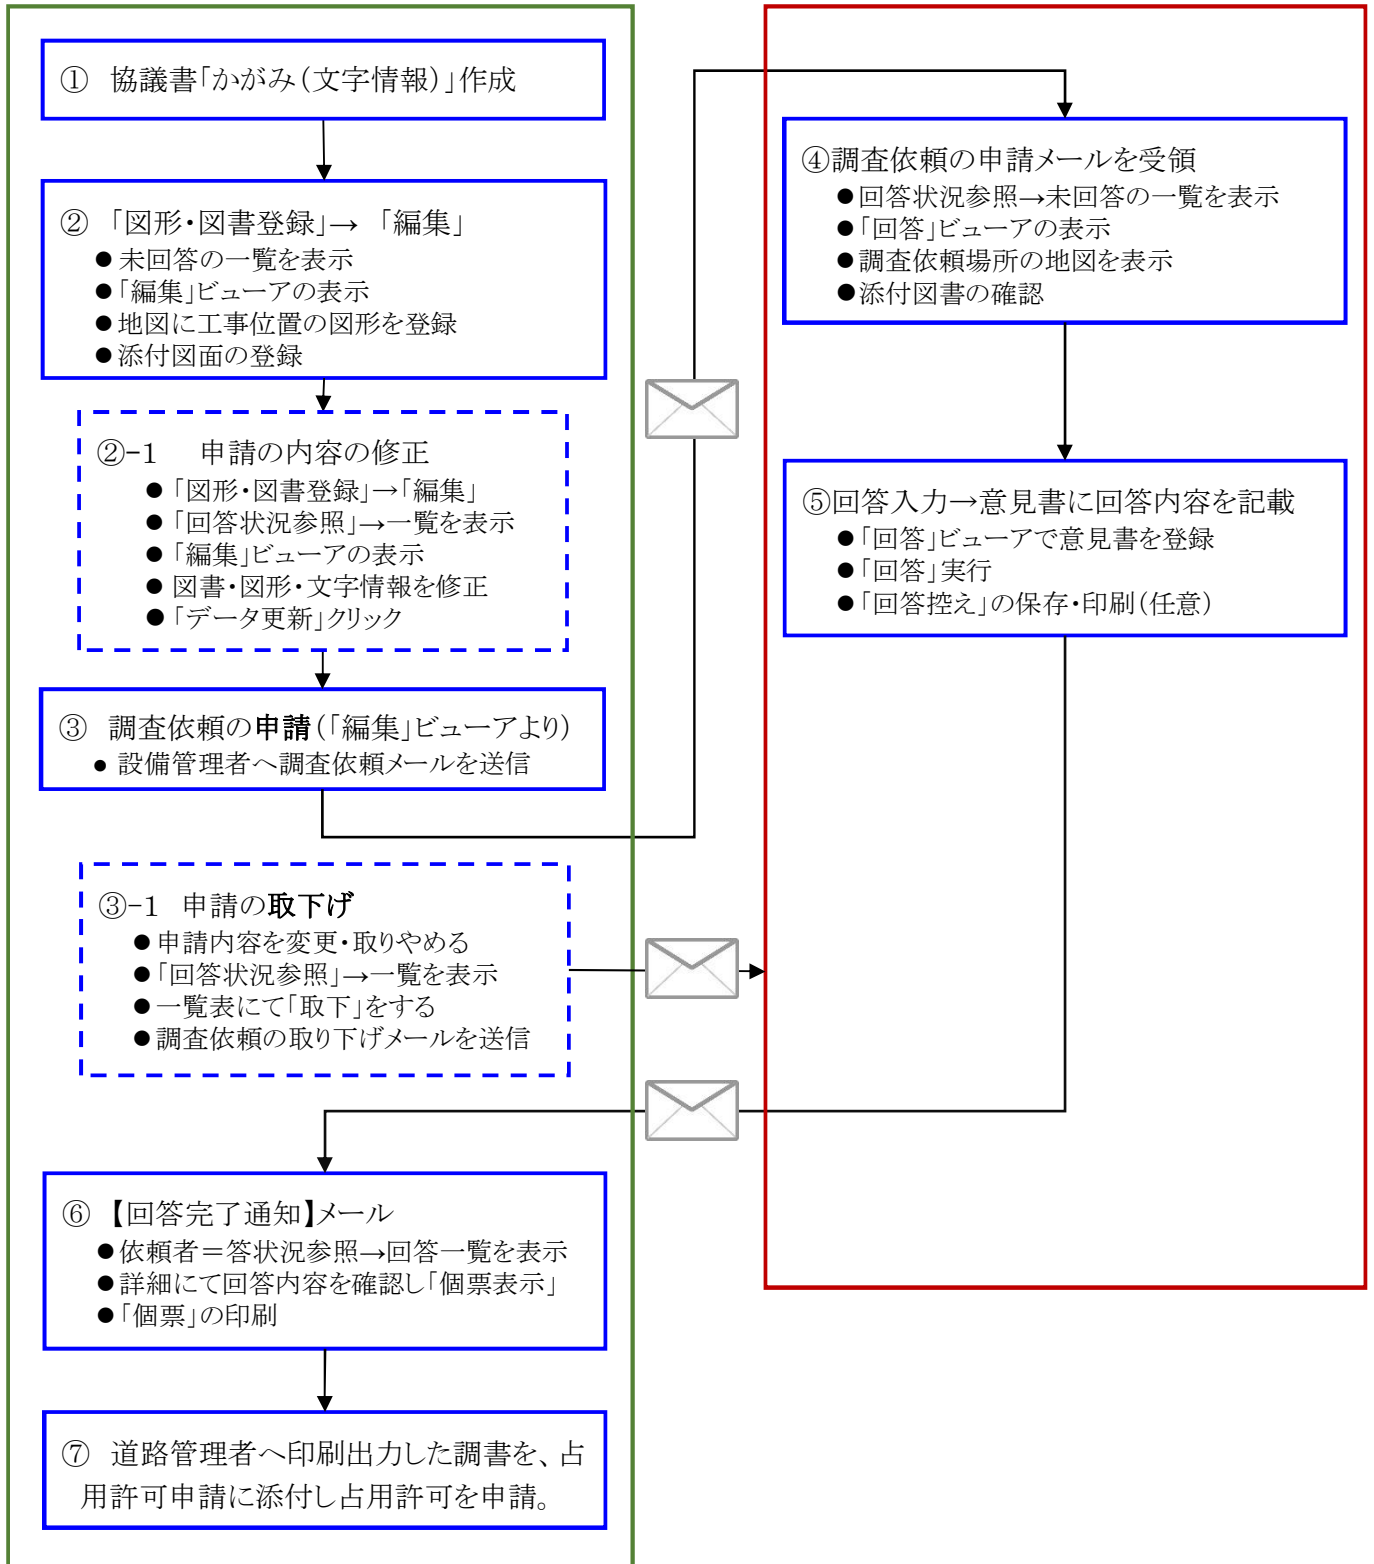 ① 協議書「かがみ(文字情報)」作成
② 「図形・図書登録」→ 「編集」
●未回答の一覧を表示
●「編集」ビューアの表示
●地図に工事位置の図形を登録
●添付図面の登録
②-1 申請の内容の修正
●「図形・図書登録」→「編集」
●「回答状況参照」→一覧を表示
●「編集」ビューアの表示
●図書・図形・文字情報を修正
●「データ更新」クリック
③ 調査依頼の申請(「編集」ビューアより)
● 設備管理者へ調査依頼メールを送信
③-1 申請の取下げ
●申請内容を変更・取りやめる
●「回答状況参照」→一覧を表示
●一覧表にて「取下」をする
●調査依頼の取り下げメールを送信
④調査依頼の申請メールを受領
●回答状況参照→未回答の一覧を表示
●「回答」ビューアの表示
●調査依頼場所の地図を表示
●添付図書の確認
⑤回答入力→意見書に回答内容を記載
●「回答」ビューアで意見書を登録
●「回答」実行
●「回答控え」の保存・印刷(任意)
⑥ 【回答完了通知】メール
●依頼者=答状況参照→回答一覧を表示
●詳細にて回答内容を確認し「個票表示」
●「個票」の印刷
⑦ 道路管理者へ印刷出力した調書を、占
用許可申請に添付し占用許可を申請。